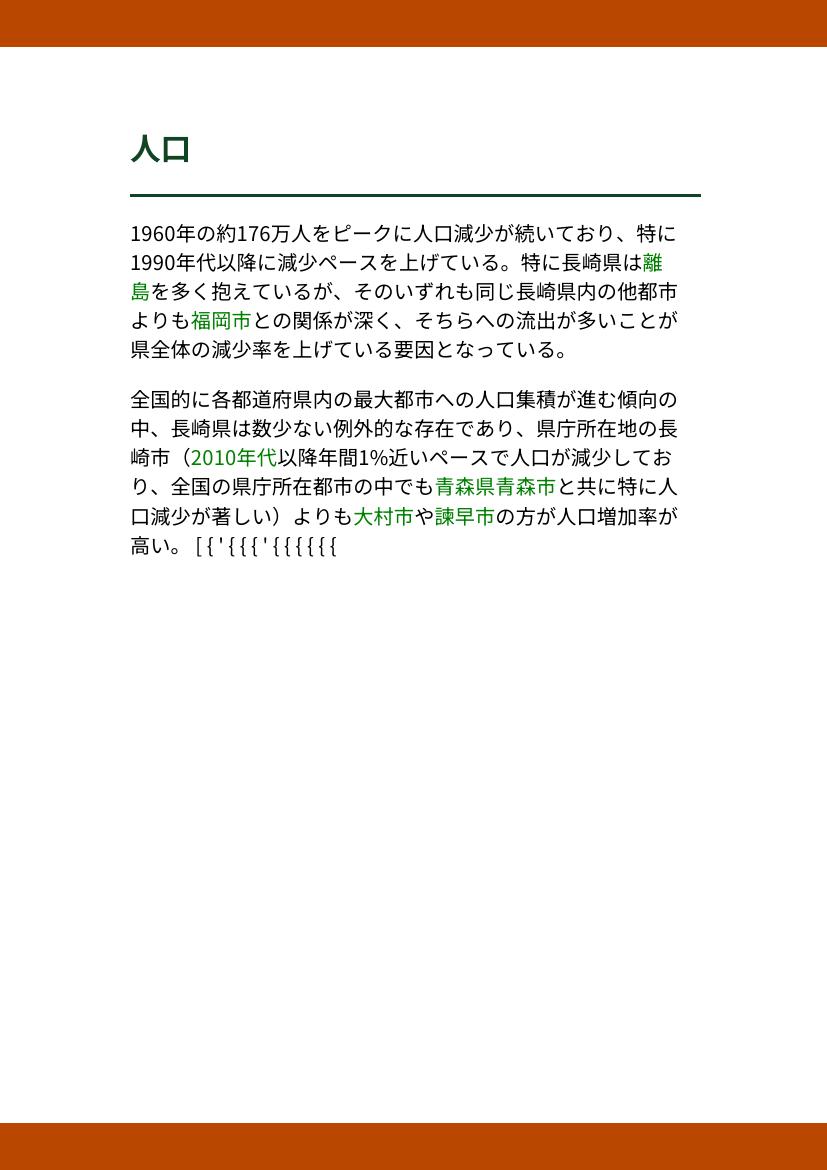 人口
1960年の約176万人をピークに人口減少が続いており、特に
1990年代以降に減少ペースを上げている。特に長崎県は離
島を多く抱えているが、そのいずれも同じ長崎県内の他都市
よりも福岡市との関係が深く、そちらへの流出が多いことが
県全体の減少率を上げている要因となっている。
全国的に各都道府県内の最大都市への人口集積が進む傾向の
中、長崎県は数少ない例外的な存在であり、県庁所在地の長
崎市（2010年代以降年間1%近いペースで人口が減少してお
り、全国の県庁所在都市の中でも青森県青森市と共に特に人
口減少が著しい）よりも大村市や諫早市の方が人口増加率が
高い。 [ { ' { { { ' { { { { { {